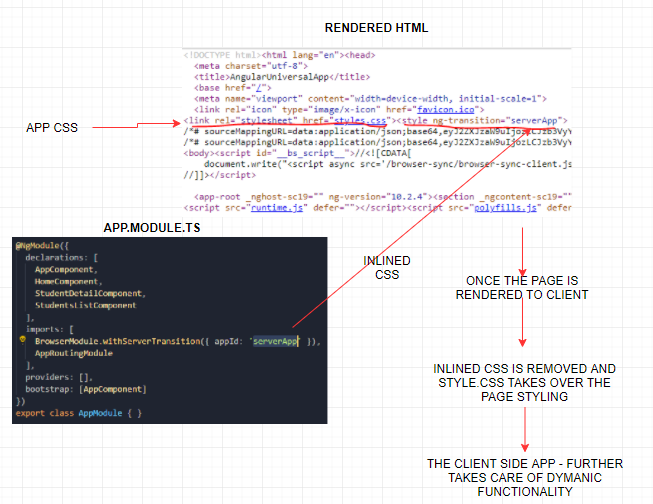 RENDERED HTML
<!DOCTYPE html><html lang="en"><head>
<meta charset="utf-8">
<title>AngularUniversalApp</title>
<base href="/">
<meta name="viewport" content="width=device-width, initial-scale=1">
<link rel="icon" type="image/x-icon" href="favicon.ico">
<link rel="stylesheet" href="styles.css"><style ng-transition="serverApp">
/*# sourceMappingURL=data:application/json;base64,
/*# sourceMappingURL=data:application/json;base64,
<body><script id="__bs_script__">//<![CDATA[
document.write("<script async src='/browser-sync/browser-sync-client.js
//]]></script>
<app-root _nghost-sc19="" ng-version="10.2.4"><section _ngcontent-sc19=""
<script src="runtime.js" defer=""></script><script src="polyfills.js" defer
APP CSS
APP.MODULE.TS
@NgModule({
declarations: [
AppComponent,
HomeComponent,
StudentDetailComponent,
StudentsListComponent
],
imports: [
BrowserModule.withServerTransition({ appId: 'serverApp' }),
AppRoutingModule
],
providers: [],
bootstrap: [AppComponent]
})
export class AppModule { }
INLINED
CSS
ONCE THE PAGE IS
RENDERED TO CLIENT
INLINED CSS IS REMOVED AND
STYLE.CSS TAKES OVER THE
PAGE STYLING
THE CLIENT SIDE APP - FURTHER
TAKES CARE OF DYMANIC
FUNCTIONALITY